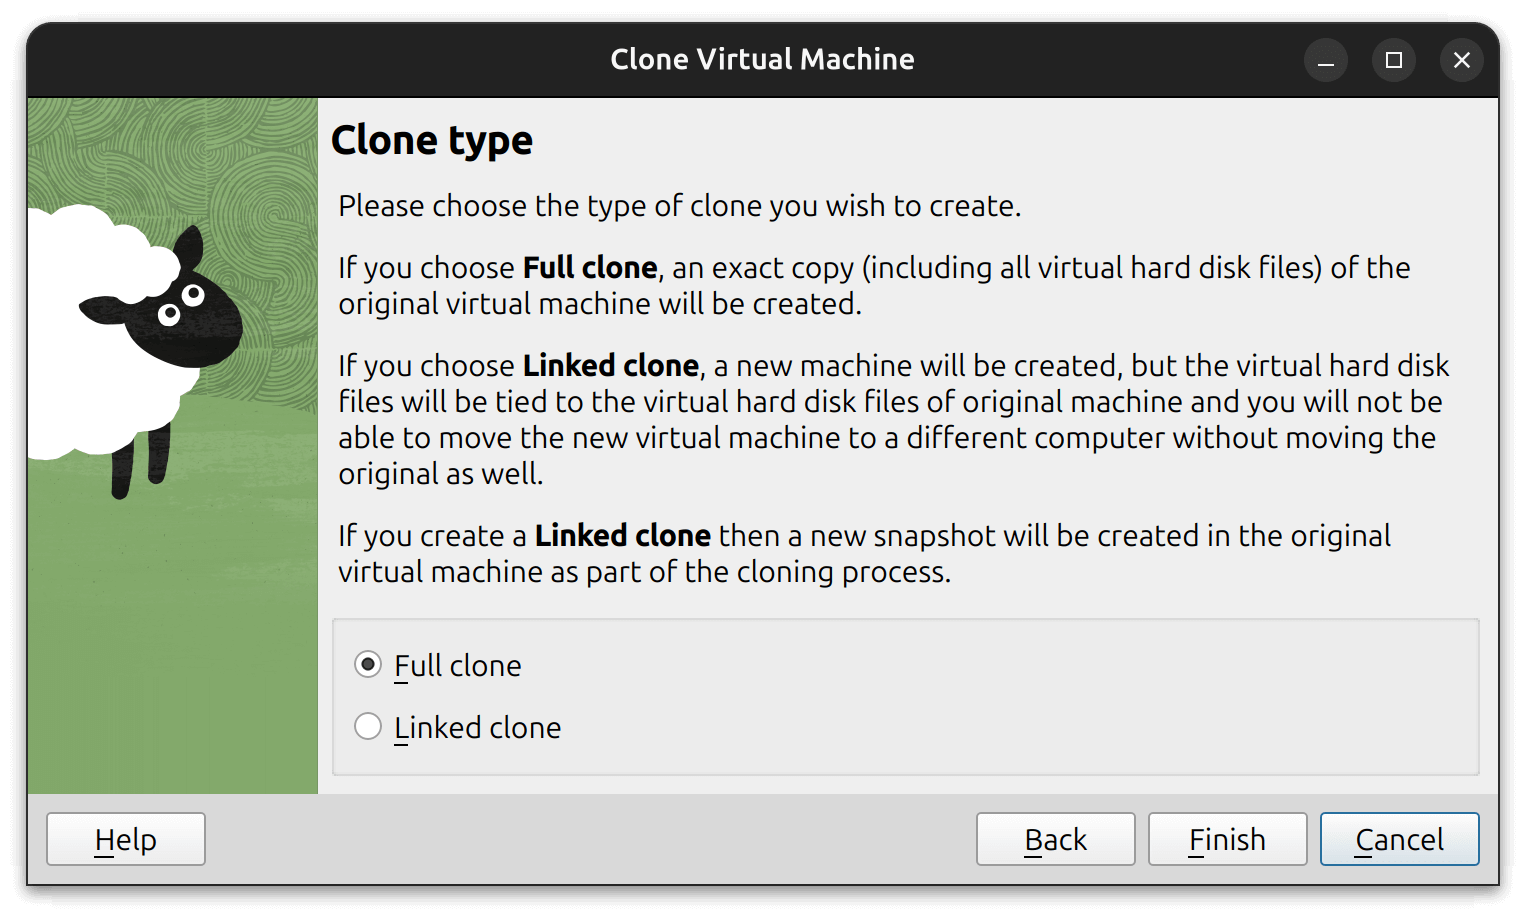 Clone Virtual Machine
Clone type
Please choose the type of clone you wish to create.
If you choose Full clone, an exact copy (including all virtual hard disk files) of the
original virtual machine will be created.
If you choose Linked clone, a new machine will be created, but the virtual hard disk
files will be tied to the virtual hard disk files of original machine and you will not be
able to move the new virtual machine to a different computer without moving the
original as well.
If you create a Linked clone then a new snapshot will be created in the original
virtual machine as part of the cloning process.
Full clone
Linked clone
Help
Back
Finish
Cancel